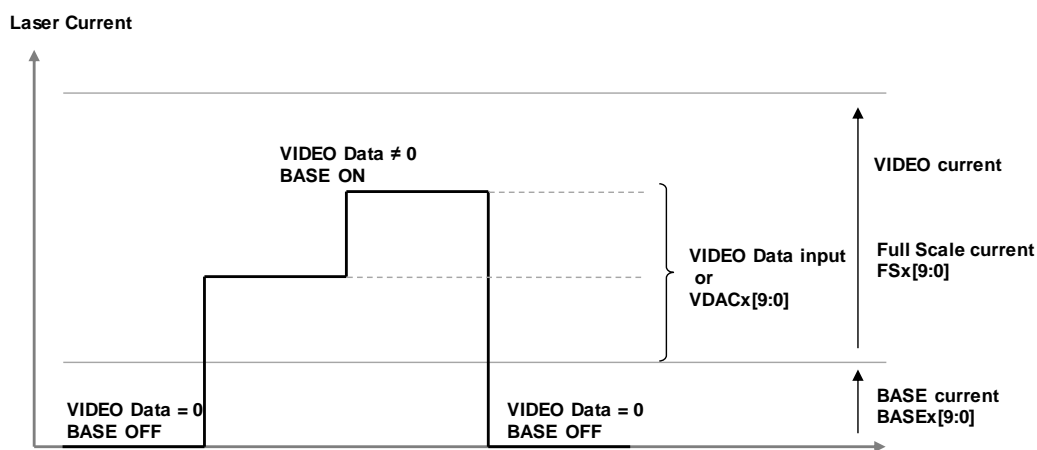 Laser Current
VIDEO Data ≠ 0
BASE ON
VIDEO current
VIDEO Data input
or
VDACx[9:0]
Full Scale current
FSx[9:0]
VIDEO Data = 0
BASE OFF
VIDEO Data = 0
BASE OFF
BASE current
BASEx[9:0]